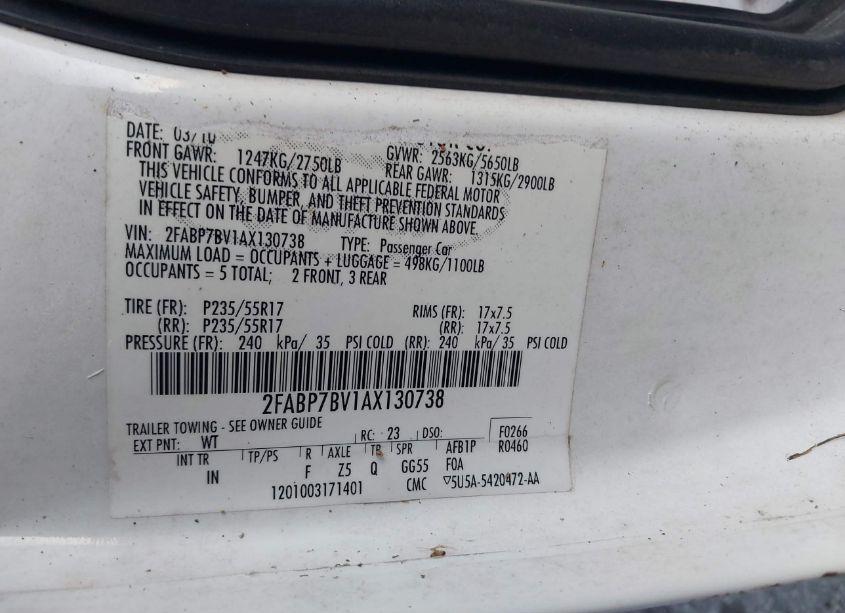 DATE: 03/10
FRONT GAWR: 1247KG/2750LB GVWR: 2563KG/5650LB
REAR GAWR: 1315KG/2900LB
THIS VEHICLE CONFORMS TO ALL APPLICABLE FEDERAL MOTOR
VEHICLE SAFETY, BUMPER, AND THEFT PREVENTION STANDARDS
IN EFFECT ON THE DATE OF MANUFACTURE SHOWN ABOVE.
VIN: 2FABP7BV1AX130738 TYPE: Passenger Car
MAXIMUM LOAD = OCCUPANTS + LUGGAGE = 498KG/1100LB
OCCUPANTS = 5 TOTAL; 2 FRONT, 3 REAR
TIRE (FR): P235/55R17 RIMS (FR): 17x7.5
(RR): P235/55R17 (RR): 17x7.5
PRESSURE (FR): 240 kPa/ 35 PSI COLD (RR): 240 kPa/ 35 PSI COLD
2FABP7BV1AX130738
TRAILER TOWING - SEE OWNER GUIDE
EXT PNT: WT RC: 23 DSO: F0266
R0460
INT TR TP/PS R AXLE TR SPR AFB1P
IN F Z5 Q GG55 F0A
1201003171401 CMC ▽5U5A-5420472-AA